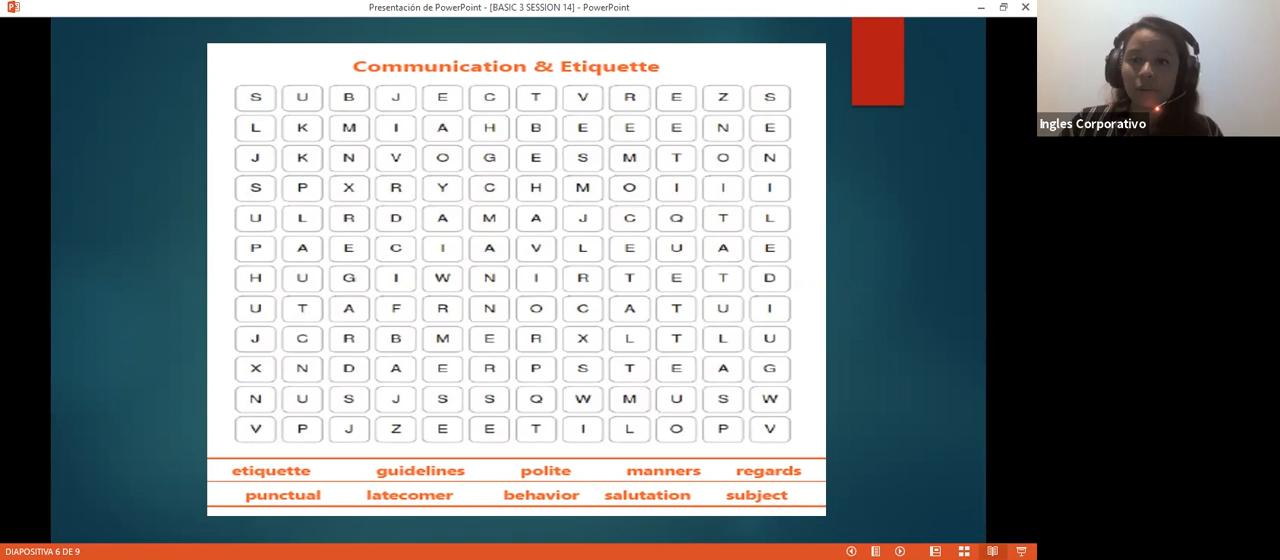 Presentación de PowerPoint - [BASIC 3 SESSION 14] - PowerPoint
Communication & Etiquette
S U B J E C T V R E Z S
L K M I A H B E E E N E
J K N V O G E S M T O N
S P X R Y C H M O I I I
U L R D A M A J C Q T L
P A E C I A V L E U A E
H U G I W N I R T E T D
U T A F R N O C A T U I
J C R B M E R X L T L U
X N D A E R P S T E A G
N U S J S S Q W M U S W
V P J Z E E T I L O P V
etiquette guidelines polite manners regards
punctual latecomer behavior salutation subject
Ingles Corporativo
DIAPOSITIVA 6 DE 9